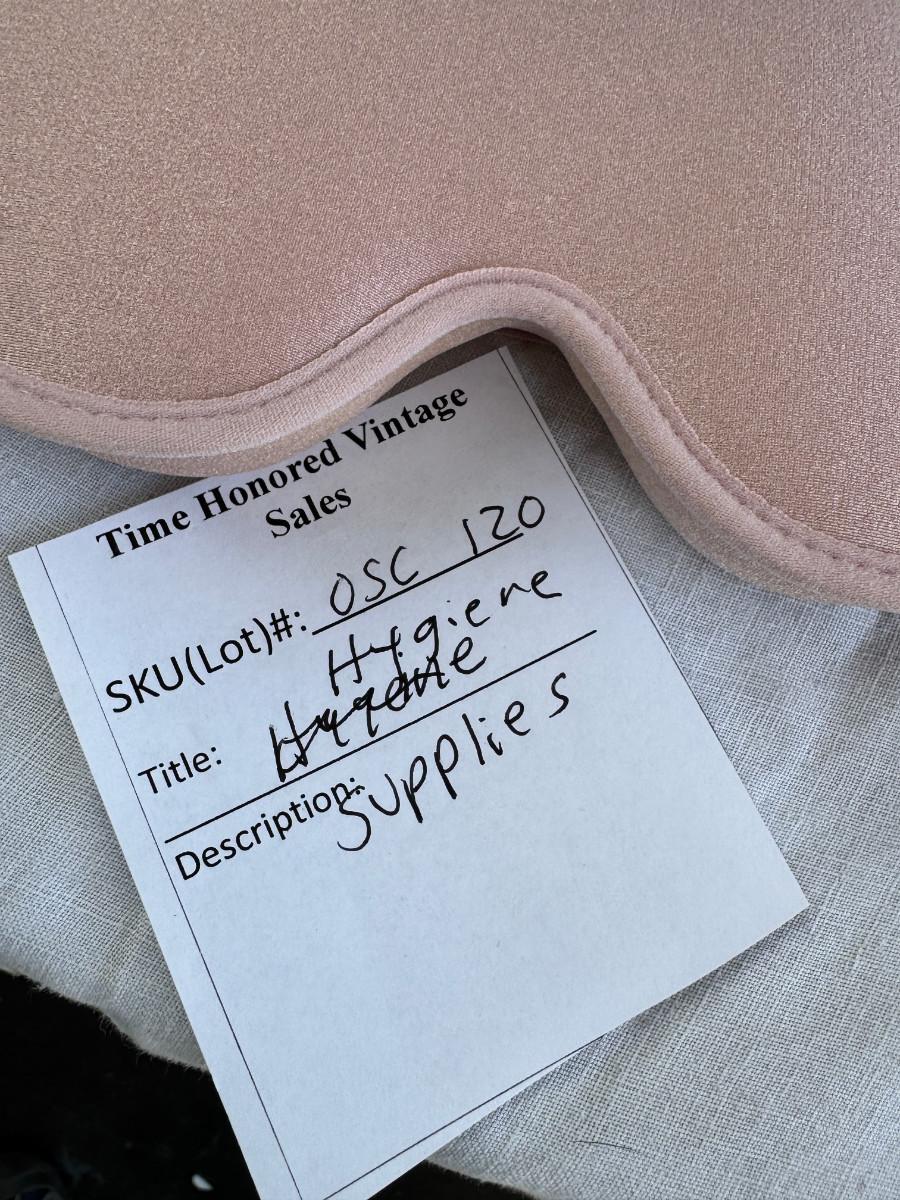 Time Honored Vintage
Sales
SKU(Lot)#: OSC 120
Hygiene
Title:
Description: Supplies